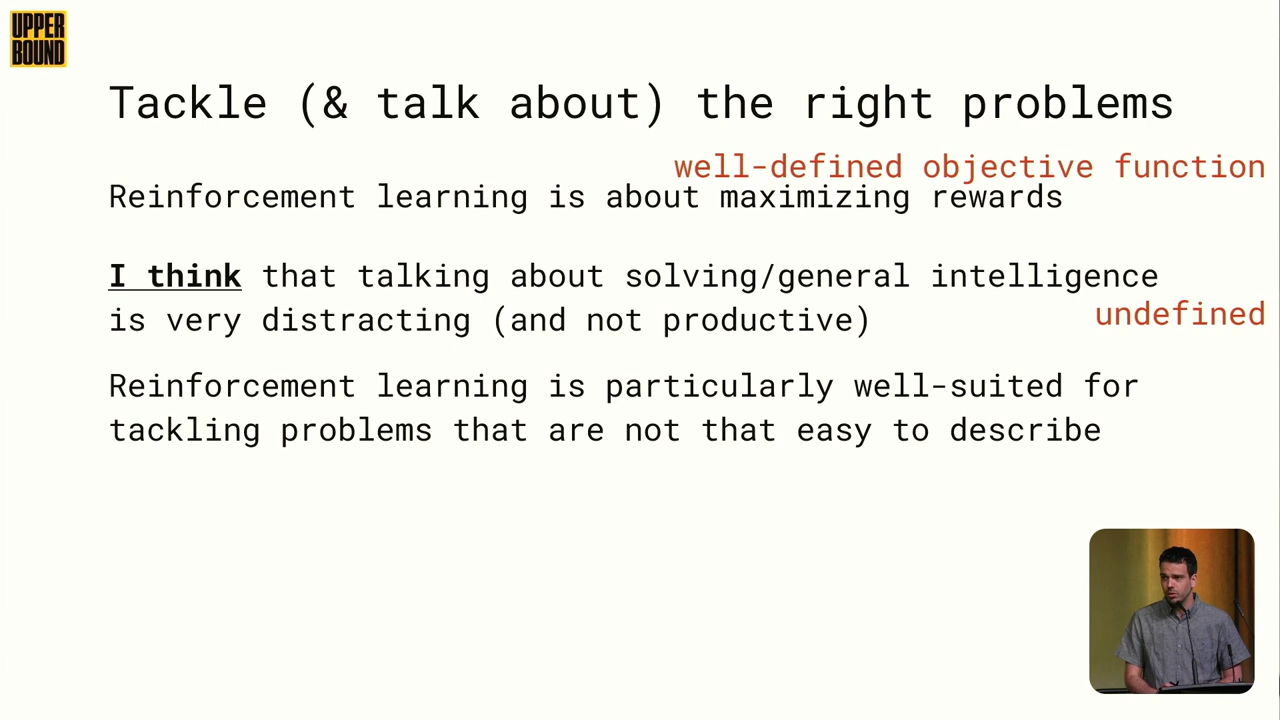 UPPER
BOUND
Tackle (& talk about) the right problems
well-defined objective function
Reinforcement learning is about maximizing rewards
I think that talking about solving/general intelligence
is very distracting (and not productive)
undefined
Reinforcement learning is particularly well-suited for
tackling problems that are not that easy to describe